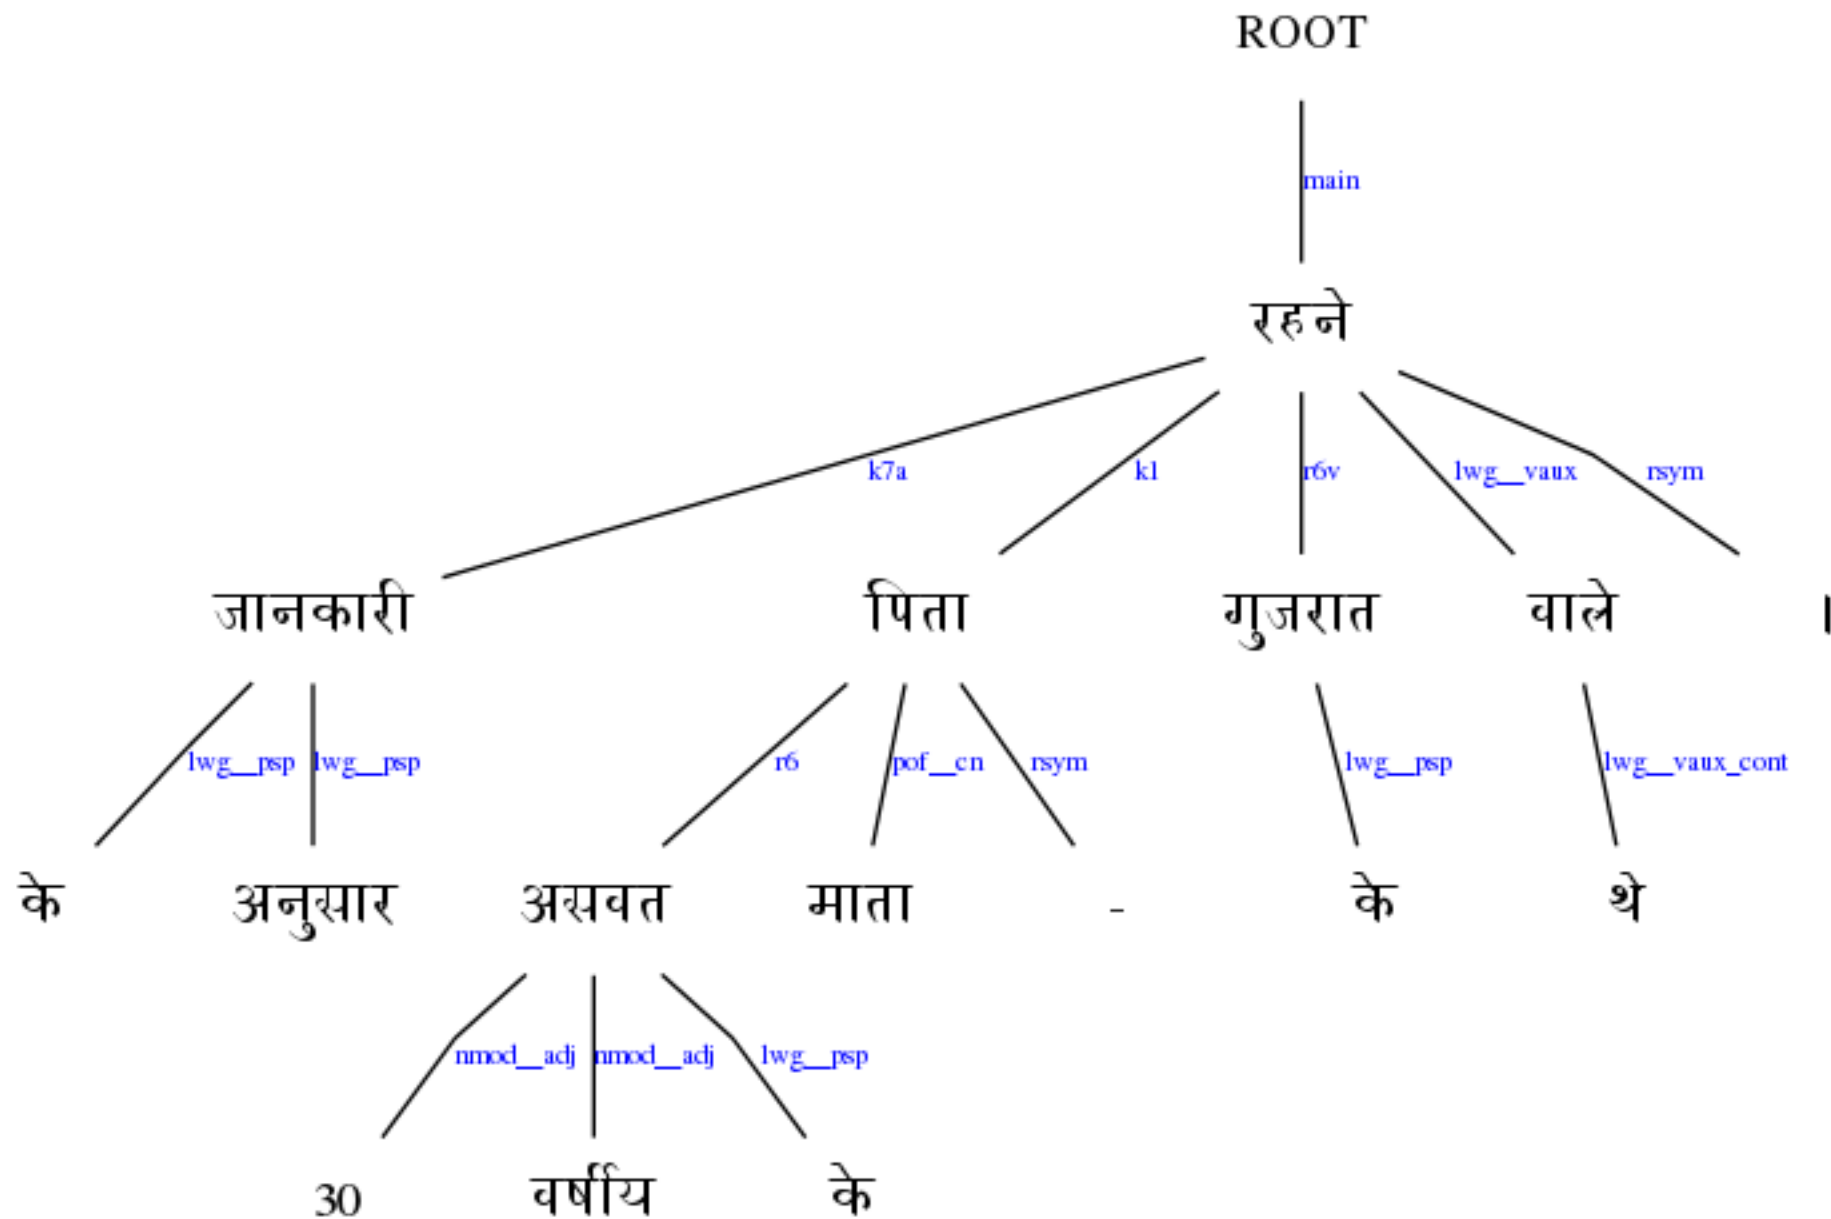 ROOT
main
रहने
k7a k1 r6v lwg__vaux rsym
जानकारी पिता गुजरात वाले ।
lwg__psp lwg__psp r6 pof__cn rsym lwg__psp lwg__vaux_cont
के अनुसार असवत माता - के थे
nmod__adj nmod__adj lwg__psp
30 वर्षीय के